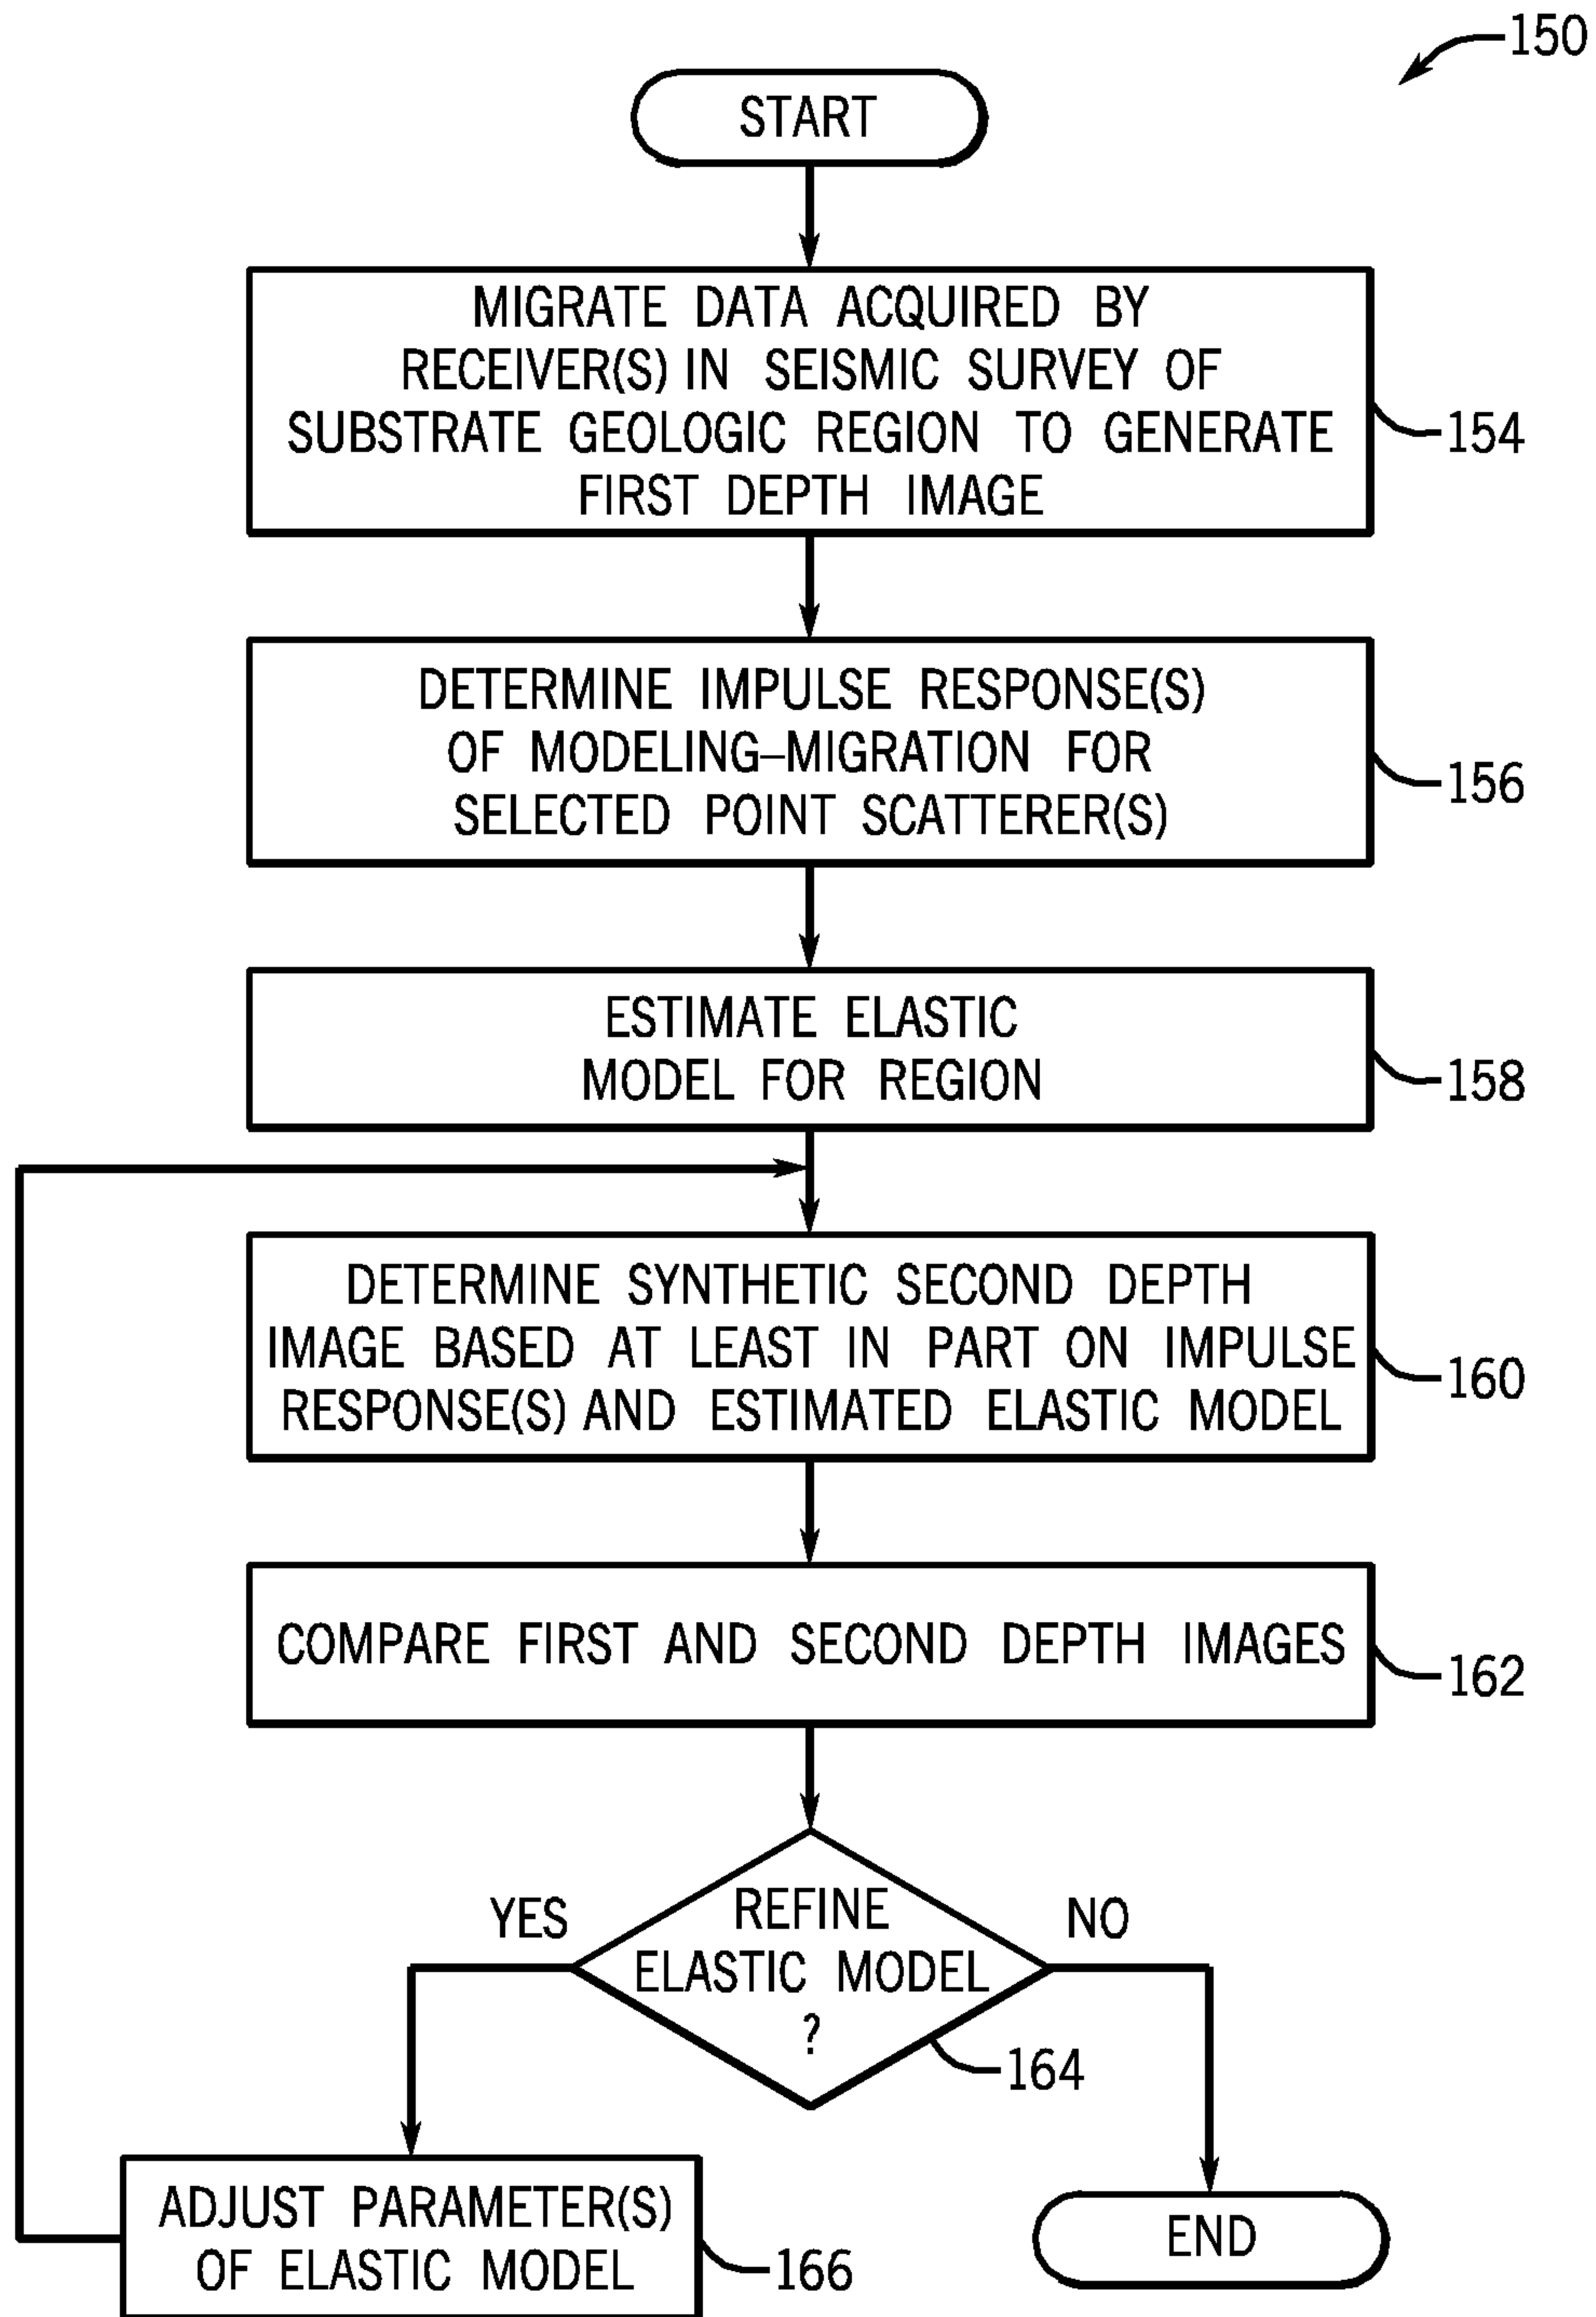 150
START
MIGRATE DATA ACQUIRED BY
RECEIVER(S) IN SEISMIC SURVEY OF
SUBSTRATE GEOLOGIC REGION TO GENERATE
FIRST DEPTH IMAGE
154
DETERMINE IMPULSE RESPONSE(S)
OF MODELING–MIGRATION FOR
SELECTED POINT SCATTERER(S)
156
ESTIMATE ELASTIC
MODEL FOR REGION
158
DETERMINE SYNTHETIC SECOND DEPTH
IMAGE BASED AT LEAST IN PART ON IMPULSE
RESPONSE(S) AND ESTIMATED ELASTIC MODEL
160
COMPARE FIRST AND SECOND DEPTH IMAGES
162
YES
REFINE
ELASTIC MODEL
?
NO
164
ADJUST PARAMETER(S)
OF ELASTIC MODEL
166
END